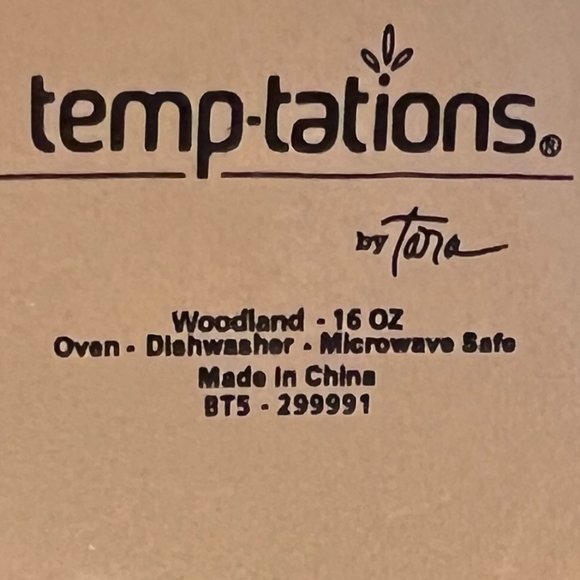 temp-tations®
by Tara
Woodland - 16 OZ
Oven - Dishwasher - Microwave Safe
Made In China
BT5 - 299991